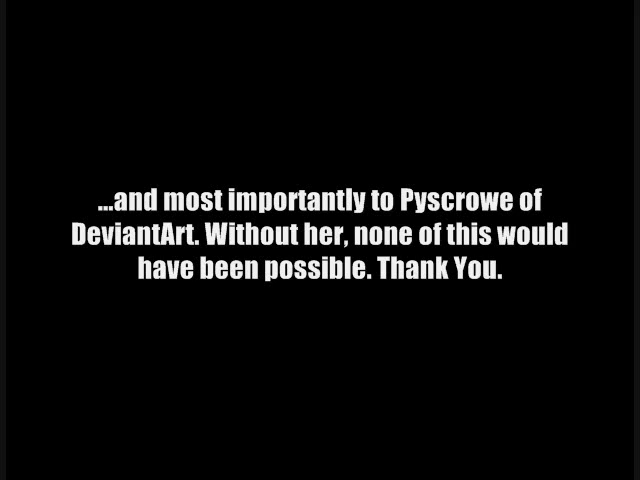 ...and most importantly to Pyscrowe of
DeviantArt. Without her, none of this would
have been possible. Thank You.